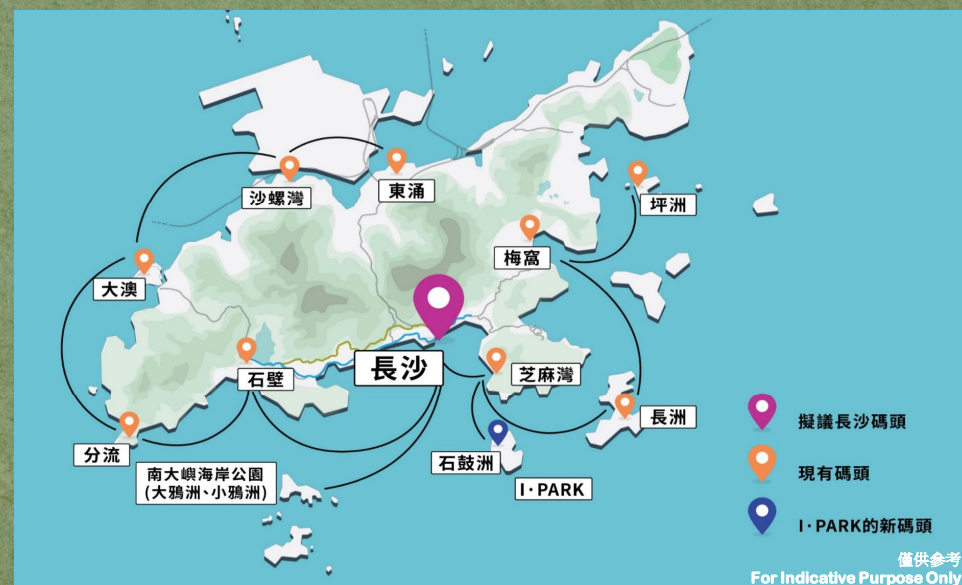 沙螺灣
東涌
坪洲
梅窩
大澳
長沙
石壁
芝麻灣
長洲
分流
石鼓洲
南大嶼海岸公園
(大鴉洲、小鴉洲)
I·PARK
擬議長沙碼頭
現有碼頭
I·PARK的新碼頭
僅供參考
For Indicative Purpose Only